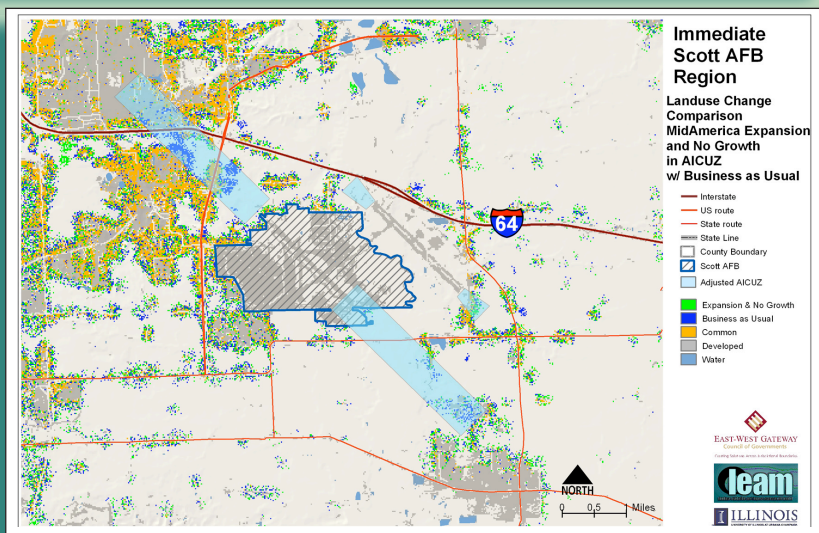 Immediate
Scott AFB
Region
Landuse Change
Comparison
MidAmerica Expansion
and No Growth
in AICUZ
w/ Business as Usual
Interstate
US route
State route
State Line
County Boundary
Scott AFB
Adjusted AICUZ
Expansion & No Growth
Business as Usual
Common
Developed
Water
64
EAST-WEST GATEWAY
Council of Governments
leam
ILLINOIS
NORTH
0 0.5 Miles